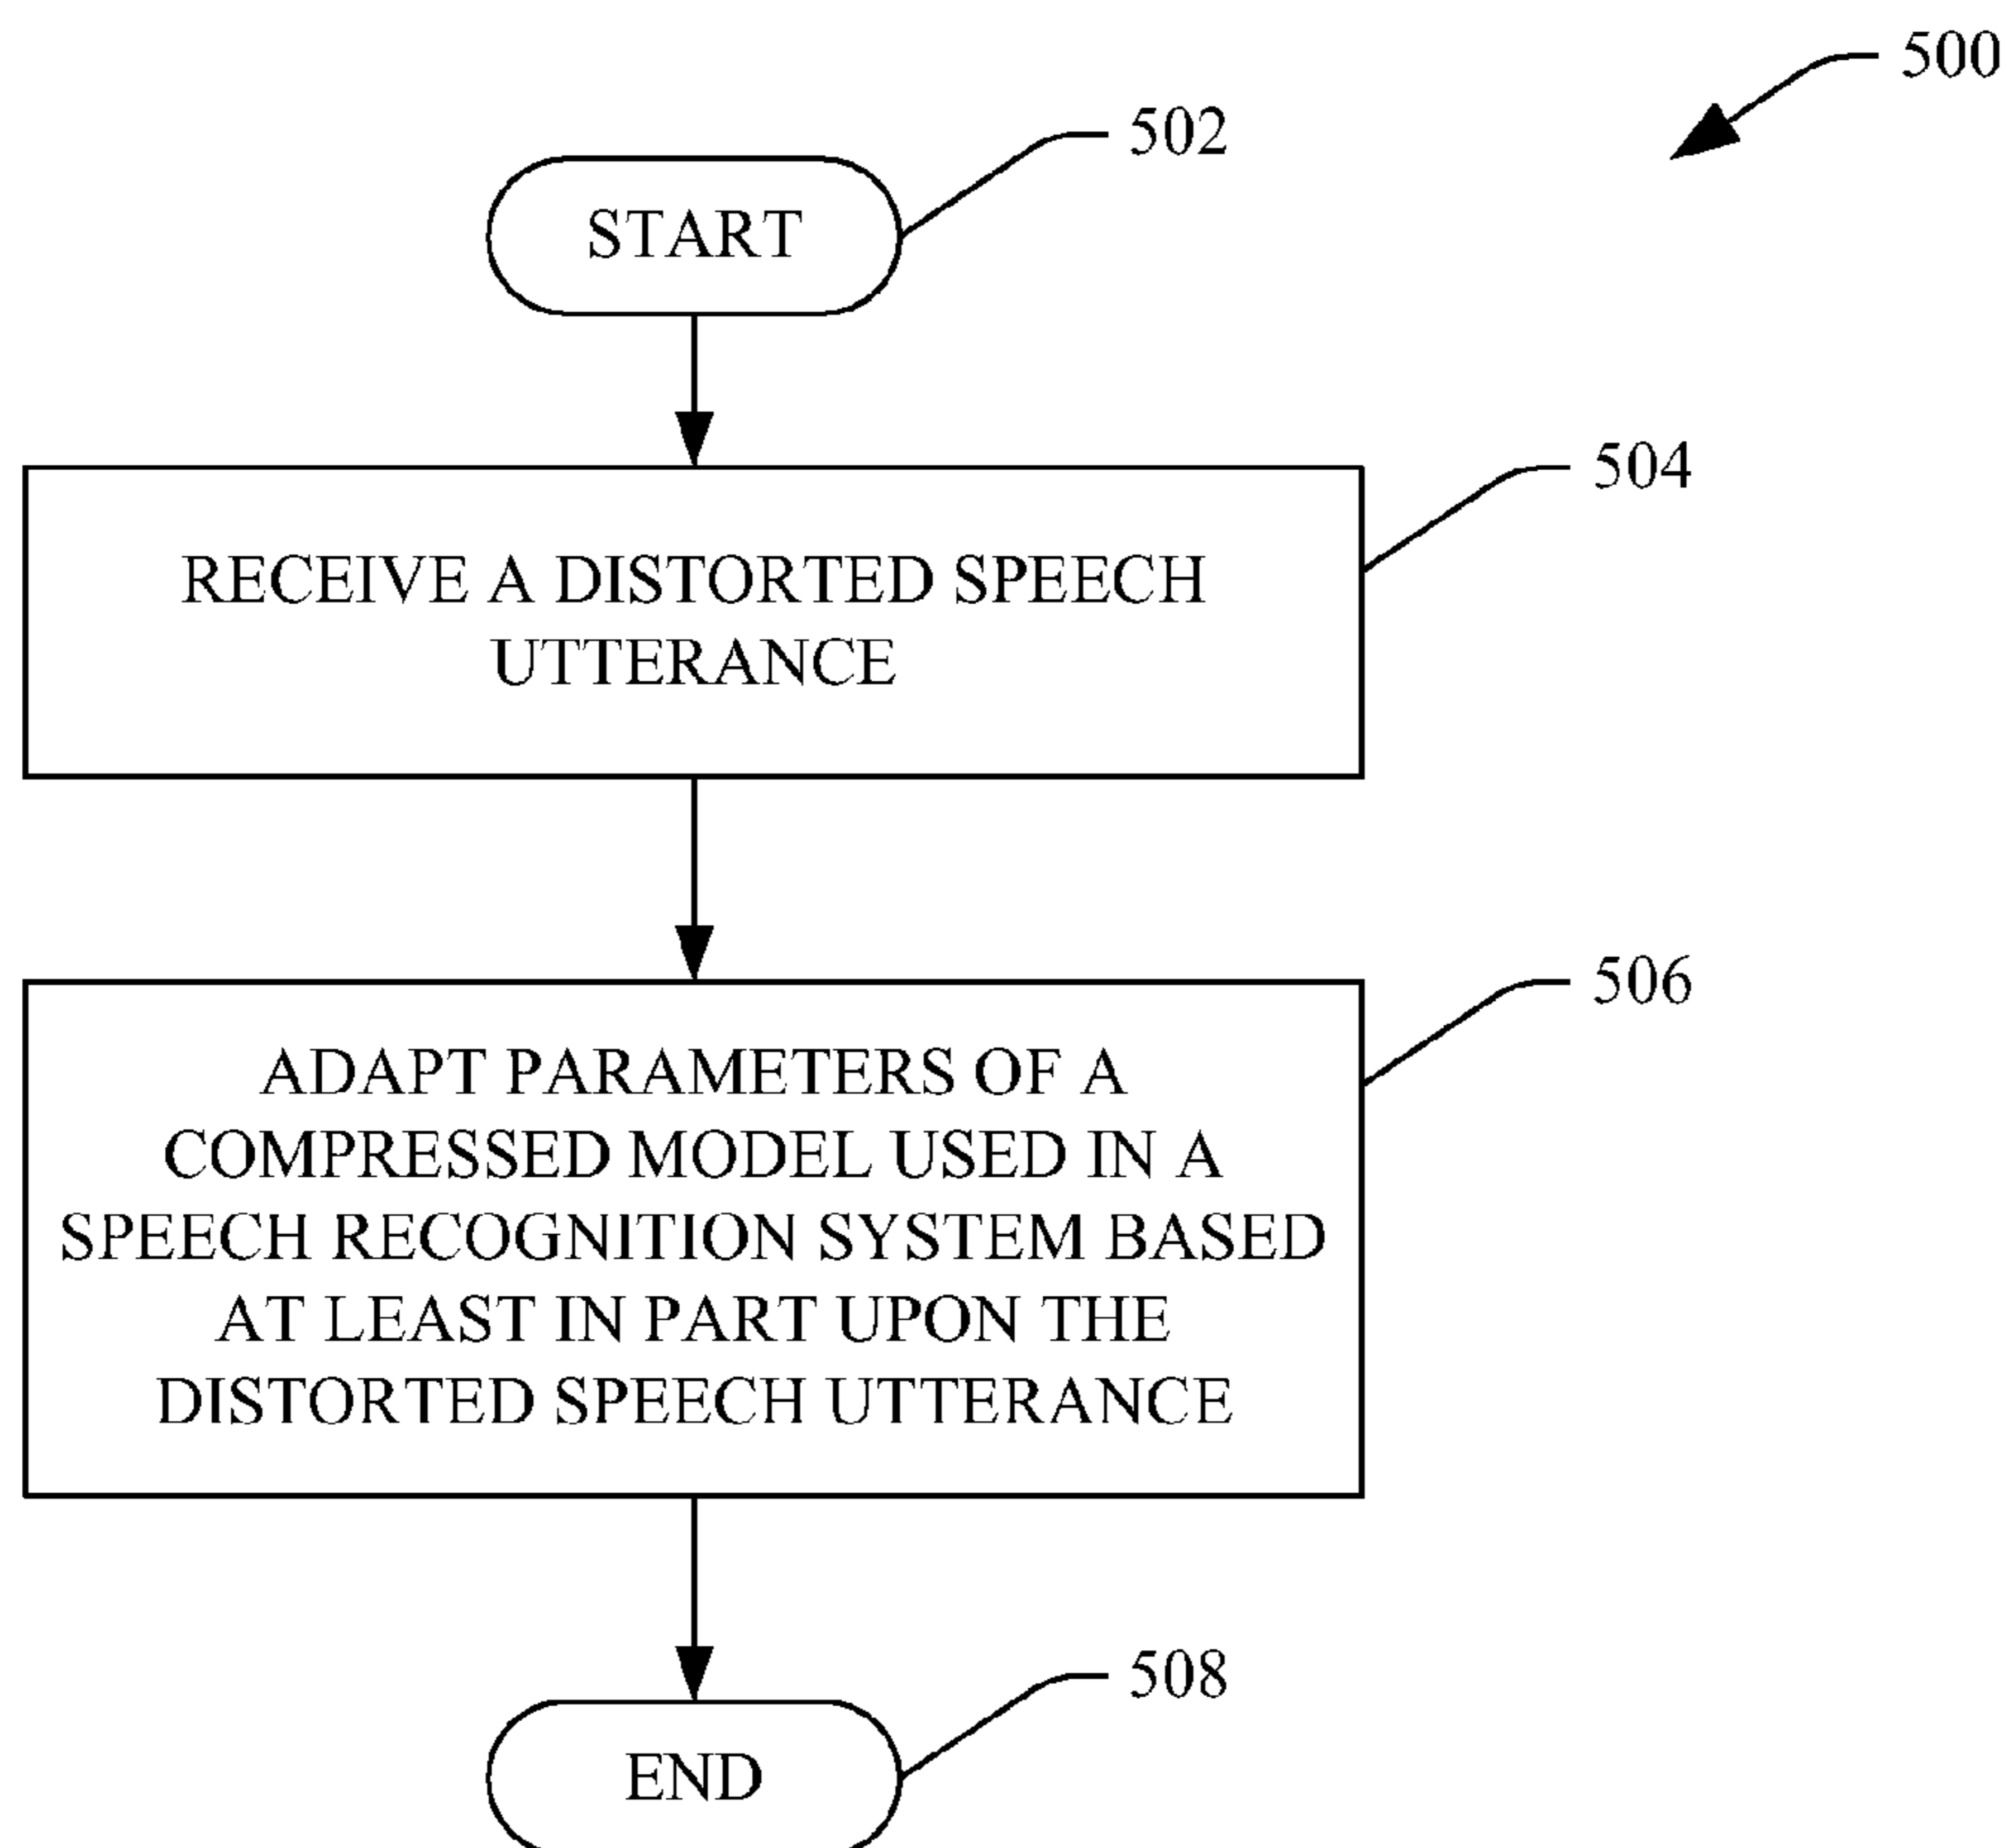 500
502
START
504
RECEIVE A DISTORTED SPEECH
UTTERANCE
506
ADAPT PARAMETERS OF A
COMPRESSED MODEL USED IN A
SPEECH RECOGNITION SYSTEM BASED
AT LEAST IN PART UPON THE
DISTORTED SPEECH UTTERANCE
508
END